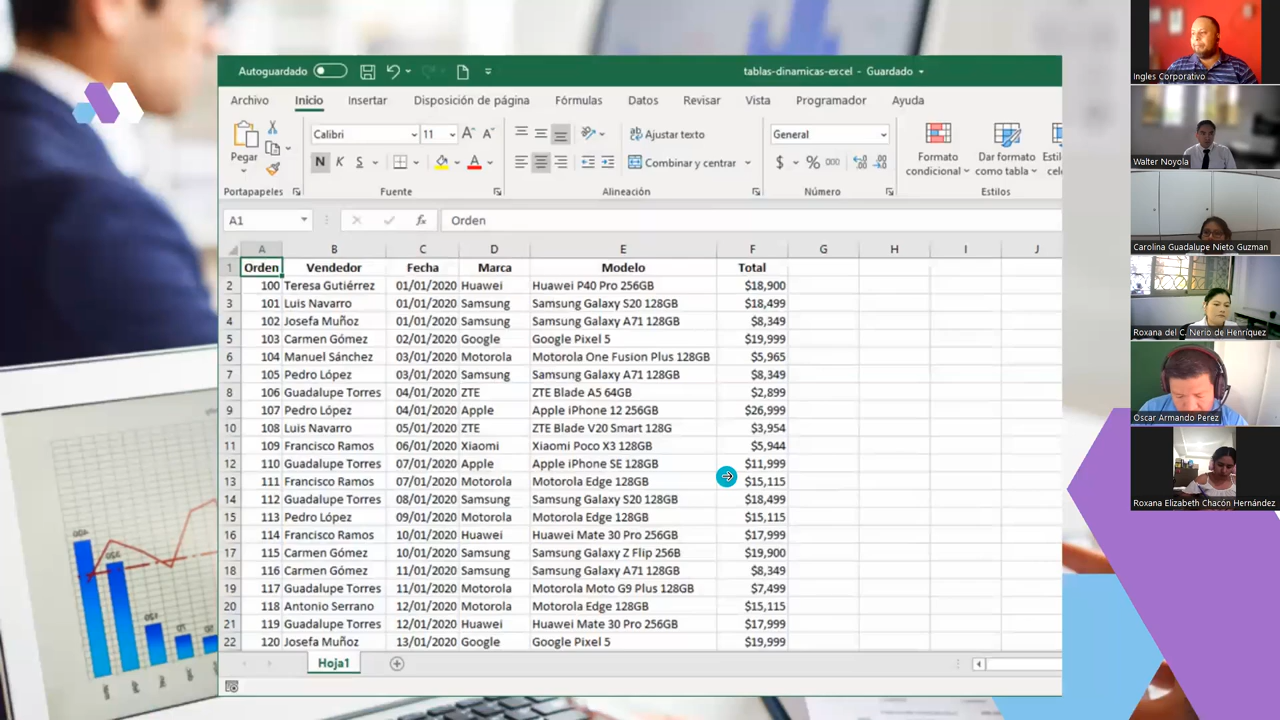 Autoguardado
tablas-dinamicas-excel - Guardado
Archivo Inicio Insertar Disposición de página Fórmulas Datos Revisar Vista Programador Ayuda
Pegar
Calibri 11 A A
Ajustar texto
General
Formato condicional
Dar formato como tabla
N K S A
Combinar y centrar
$ % 000
Portapapeles Fuente Alineación Número Estilos
A1 fx Orden
A B C D E F G H I J
1 Orden Vendedor Fecha Marca Modelo Total
2 100 Teresa Gutiérrez 01/01/2020 Huawei Huawei P40 Pro 256GB $18,900
3 101 Luis Navarro 01/01/2020 Samsung Samsung Galaxy S20 128GB $18,499
4 102 Josefa Muñoz 01/01/2020 Samsung Samsung Galaxy A71 128GB $8,349
5 103 Carmen Gómez 02/01/2020 Google Google Pixel 5 $19,999
6 104 Manuel Sánchez 03/01/2020 Motorola Motorola One Fusion Plus 128GB $5,965
7 105 Pedro López 03/01/2020 Samsung Samsung Galaxy A71 128GB $8,349
8 106 Guadalupe Torres 04/01/2020 ZTE ZTE Blade A5 64GB $2,899
9 107 Pedro López 04/01/2020 Apple Apple iPhone 12 256GB $26,999
10 108 Luis Navarro 05/01/2020 ZTE ZTE Blade V20 Smart 128G $3,954
11 109 Francisco Ramos 06/01/2020 Xiaomi Xiaomi Poco X3 128GB $5,944
12 110 Guadalupe Torres 07/01/2020 Apple Apple iPhone SE 128GB $11,999
13 111 Francisco Ramos 07/01/2020 Motorola Motorola Edge 128GB $15,115
14 112 Guadalupe Torres 08/01/2020 Samsung Samsung Galaxy S20 128GB $18,499
15 113 Pedro López 09/01/2020 Motorola Motorola Edge 128GB $15,115
16 114 Francisco Ramos 10/01/2020 Huawei Huawei Mate 30 Pro 256GB $17,999
17 115 Carmen Gómez 10/01/2020 Samsung Samsung Galaxy Z Flip 256B $19,900
18 116 Carmen Gómez 11/01/2020 Samsung Samsung Galaxy A71 128GB $8,349
19 117 Guadalupe Torres 11/01/2020 Motorola Motorola Moto G9 Plus 128GB $7,499
20 118 Antonio Serrano 12/01/2020 Motorola Motorola Edge 128GB $15,115
21 119 Guadalupe Torres 12/01/2020 Huawei Huawei Mate 30 Pro 256GB $17,999
22 120 Josefa Muñoz 13/01/2020 Google Google Pixel 5 $19,999
Hoja1
Ingles Corporativo
Walter Noyola
Carolina Guadalupe Nieto Guzman
Roxana del C. Nerio de Henríquez
Oscar Armando Perez
Roxana Elizabeth Chacón Hernández